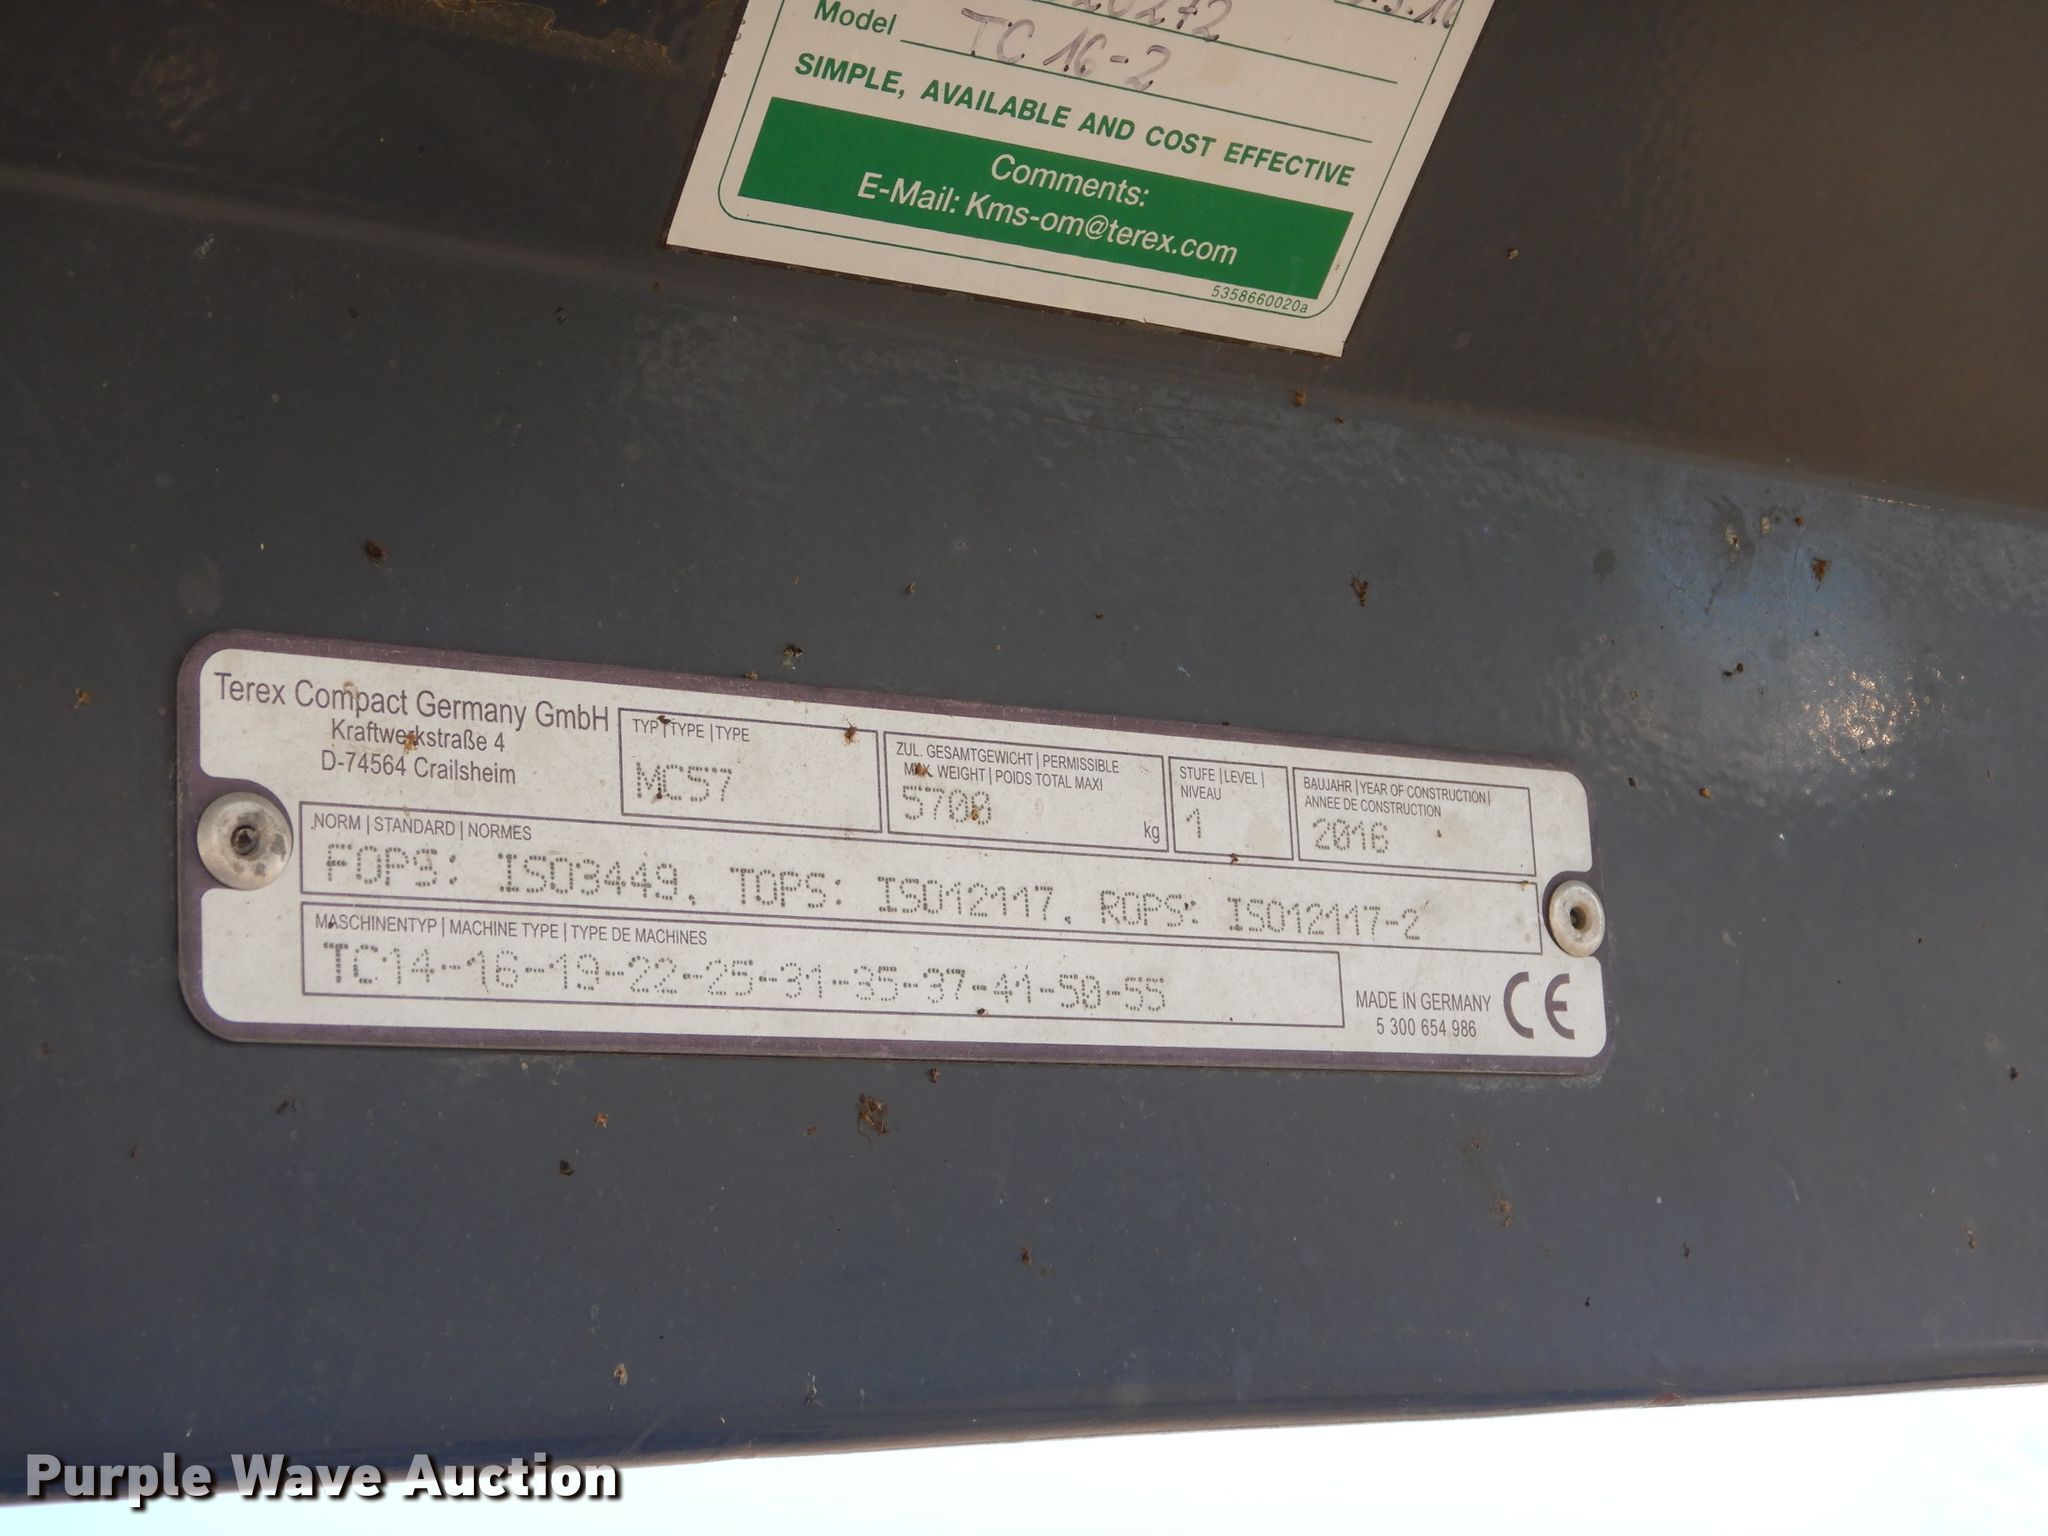 Model TC 16-2
SIMPLE, AVAILABLE AND COST EFFECTIVE
Comments:
E-Mail: Kms-om@terex.com
5358660020a
Terex Compact Germany GmbH
Kraftwerkstraße 4
D-74564 Crailsheim
TYP | TYPE | TYPE
MC57
ZUL. GESAMTGEWICHT | PERMISSIBLE
MAX. WEIGHT | POIDS TOTAL MAXI
5700 kg
STUFE | LEVEL |
NIVEAU
1
BAUJAHR | YEAR OF CONSTRUCTION |
ANNEE DE CONSTRUCTION
2016
NORM | STANDARD | NORMES
FOPS: ISO3449, TOPS: ISO12117, ROPS: ISO12117-2
MASCHINENTYP | MACHINE TYPE | TYPE DE MACHINES
TC14-16-19-22-25-31-35-37-41-50-55
MADE IN GERMANY
5 300 654 986
CE
Purple Wave Auction